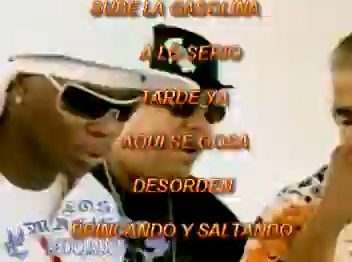 SUBE LA GASOLINA
A LO SERIO
TARDE YA
AQUI SE GOZA
DESORDEN
BRINCANDO Y SALTANDO